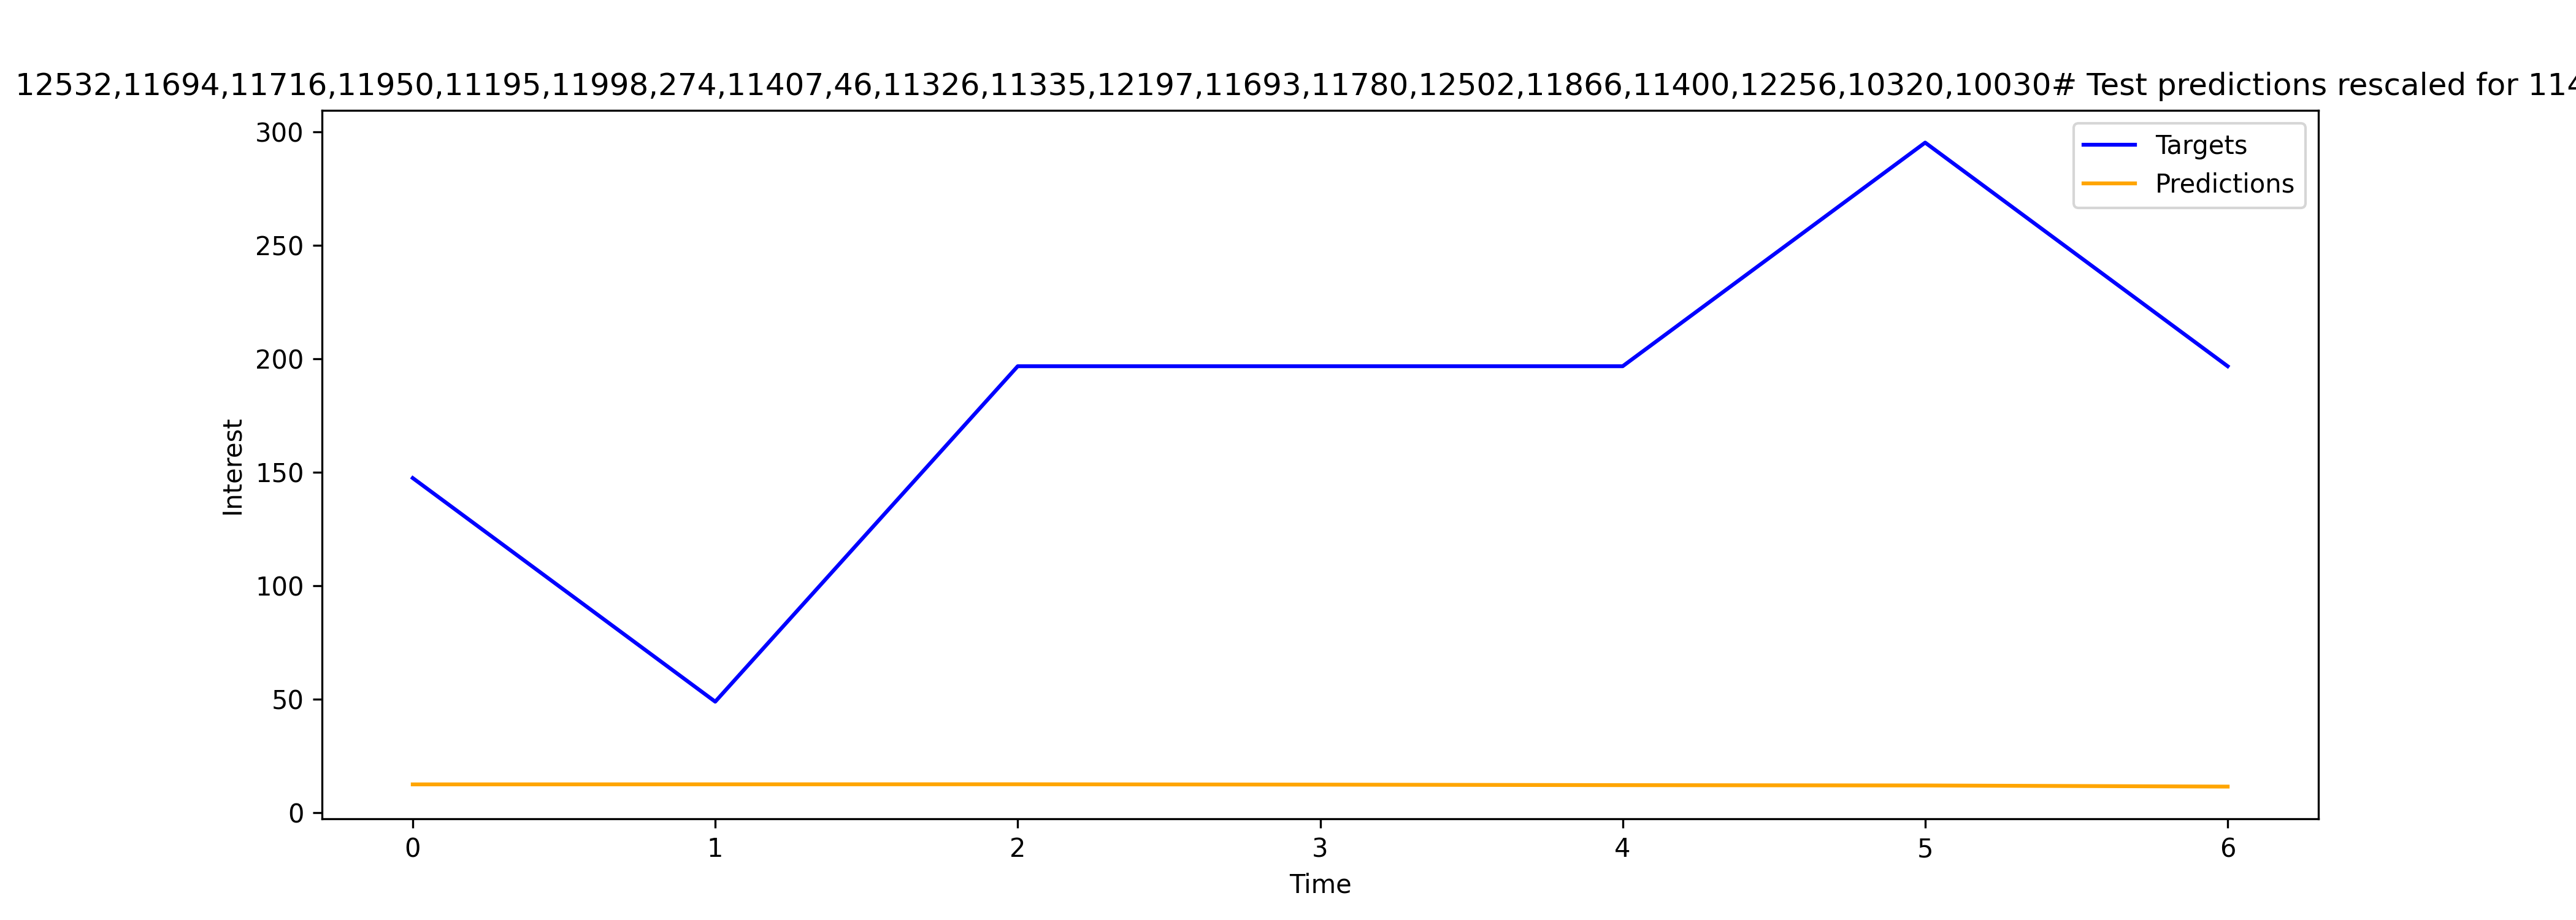 12532,11694,11716,11950,11195,11998,274,11407,46,11326,11335,12197,11693,11780,12502,11866,11400,12256,10320,10030# Test predictions rescaled for 114
Targets
Predictions
300
250
200
150
100
50
0
Interest
0 1 2 3 4 5 6
Time